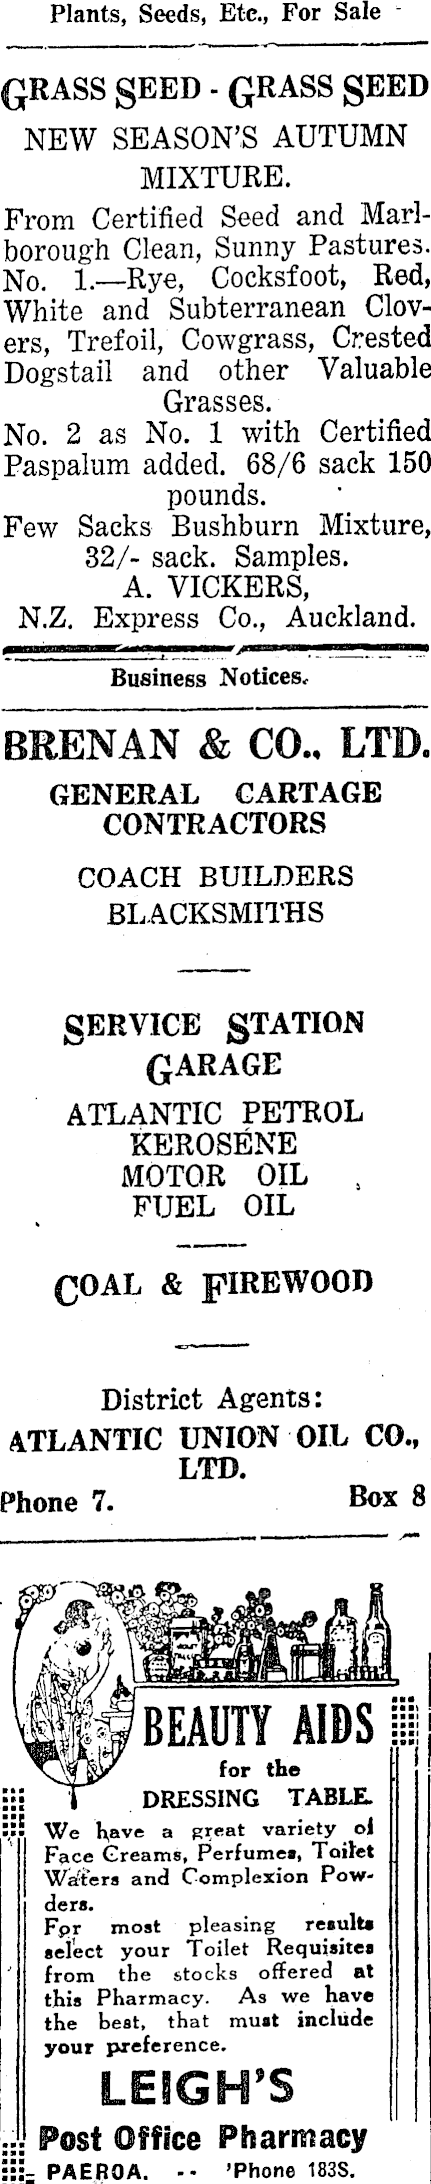 Plants, Seeds, Etc., For Sale
GRASS SEED - GRASS SEED
NEW SEASON'S AUTUMN
MIXTURE.
From Certified Seed and Marl-
borough Clean, Sunny Pastures.
No. 1.—Rye, Cocksfoot, Red,
White and Subterranean Clov-
ers, Trefoil, Cowgrass, Crested
Dogstail and other Valuable
Grasses.
No. 2 as No. 1 with Certified
Paspalum added. 68/6 sack 150
pounds.
Few Sacks Bushburn Mixture,
32/- sack. Samples.
A. VICKERS,
N.Z. Express Co., Auckland.
Business Notices.
BRENAN & CO., LTD.
GENERAL CARTAGE
CONTRACTORS
COACH BUILDERS
BLACKSMITHS
SERVICE STATION
GARAGE
ATLANTIC PETROL
KEROSENE
MOTOR OIL
FUEL OIL
COAL & FIREWOOD
District Agents:
ATLANTIC UNION OIL CO.,
LTD.
Phone 7. Box 8
VIOLET
BEAUTY AIDS
for the
DRESSING TABLE.
We have a great variety of
Face Creams, Perfumes, Toilet
Waters and Complexion Pow-
ders.
For most pleasing results
select your Toilet Requisites
from the stocks offered at
this Pharmacy. As we have
the best, that must include
your preference.
LEIGH'S
Post Office Pharmacy
PAEROA. -- 'Phone 183S.